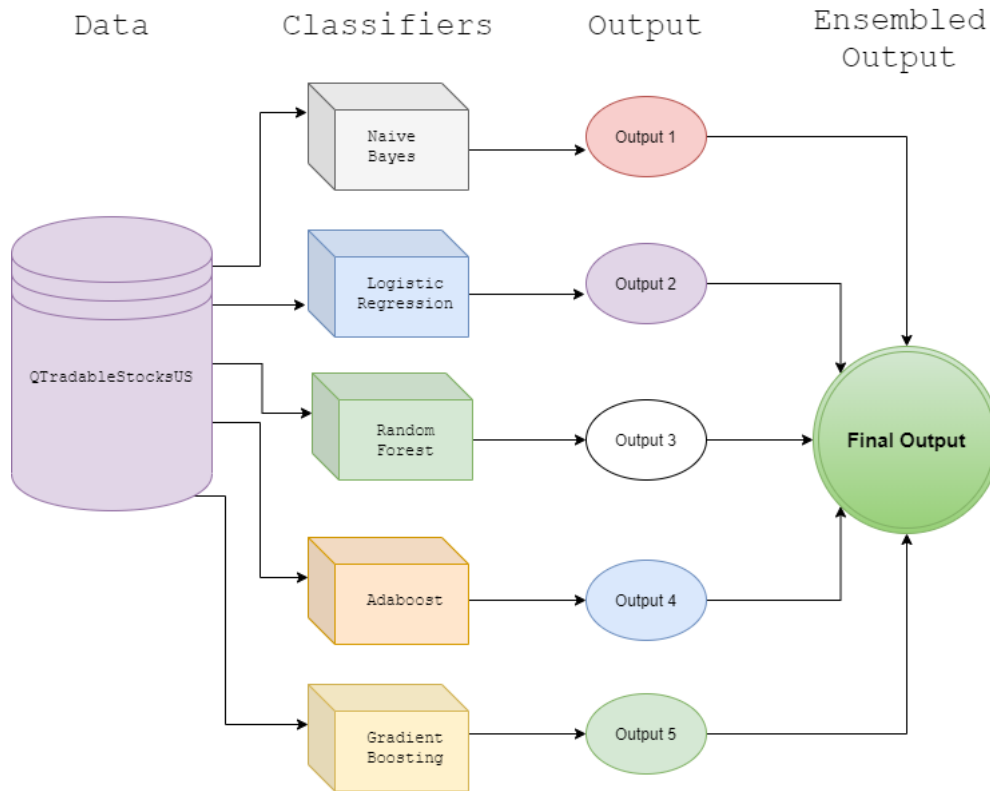 Data
Classifiers
Output
Ensembled
Output
Naive
Bayes
Output 1
Logistic
Regression
Output 2
QTradableStocksUS
Random
Forest
Output 3
Final Output
Adaboost
Output 4
Gradient
Boosting
Output 5